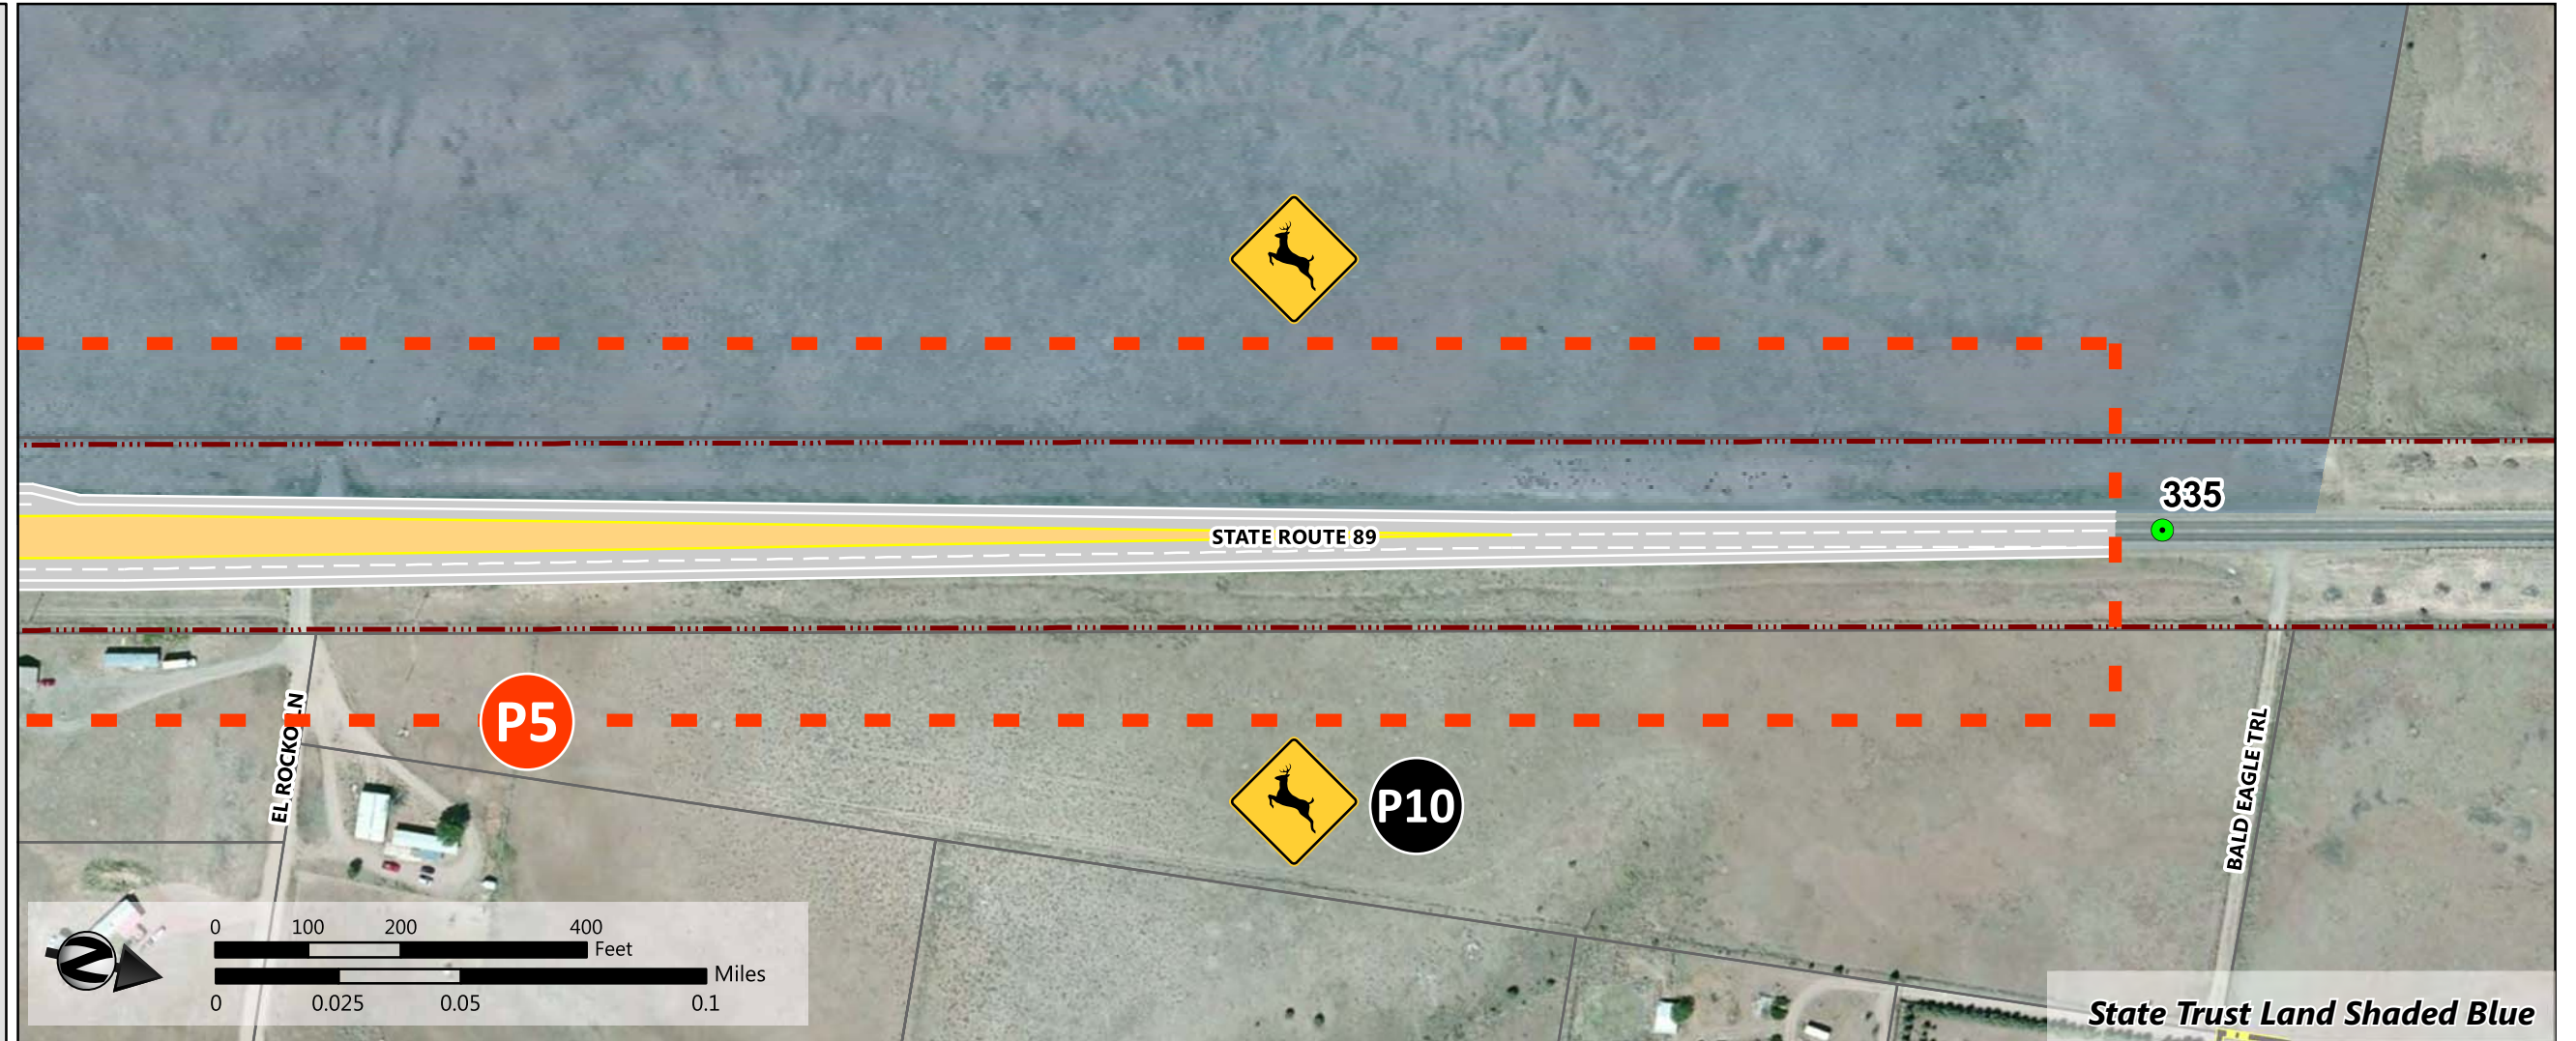 335
STATE ROUTE 89
P5
EL ROCKO LN
P10
BALD EAGLE TRL
0 100 200 400
Feet
Miles
0 0.025 0.05 0.1
N
State Trust Land Shaded Blue